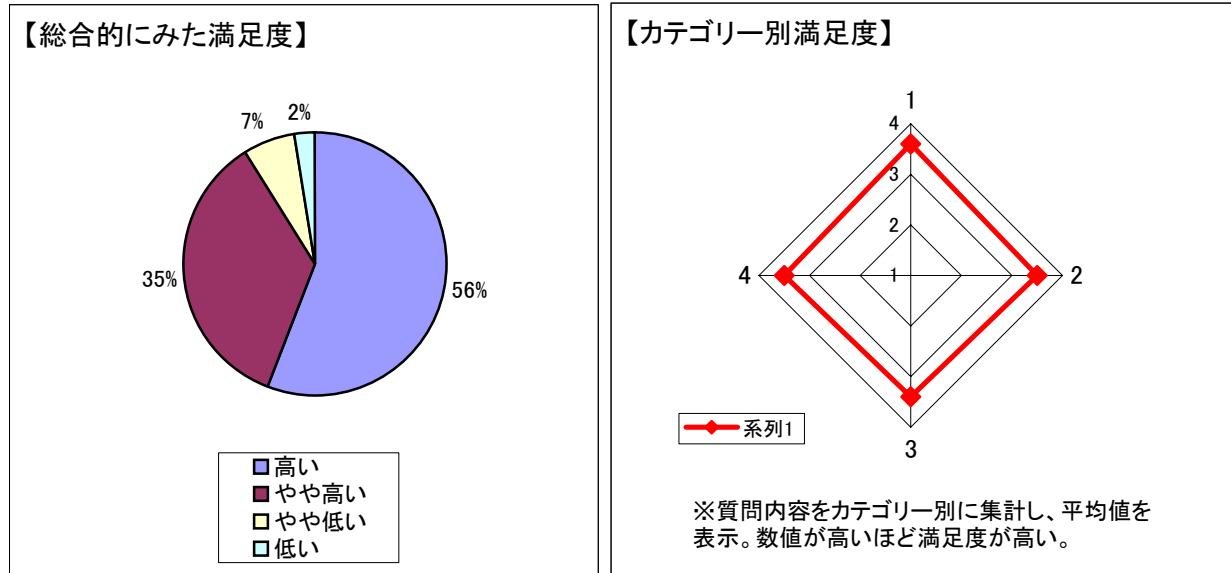 【総合的にみた満足度】
7%
2%
35%
56%
高い
やや高い
やや低い
低い
【カテゴリー別満足度】
1
4
3
2
1
4
2
3
系列1
※質問内容をカテゴリー別に集計し、平均値を
表示。数値が高いほど満足度が高い。